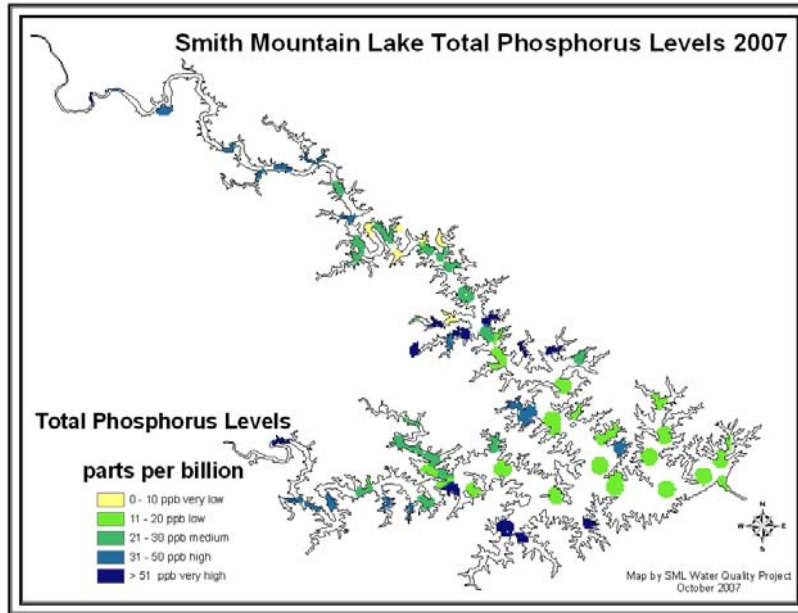 Smith Mountain Lake Total Phosphorus Levels 2007
Total Phosphorus Levels
parts per billion
0 - 10 ppb very low
11 - 20 ppb low
21 - 30 ppb medium
31 - 50 ppb high
> 51 ppb very high
N
W E
S
Map by SML Water Quality Project
October 2007